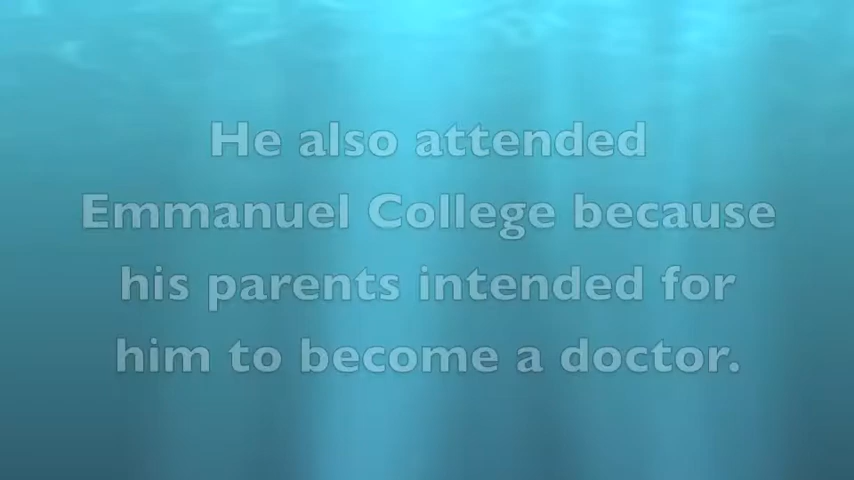 He also attended
Emmanuel College because
his parents intended for
him to become a doctor.